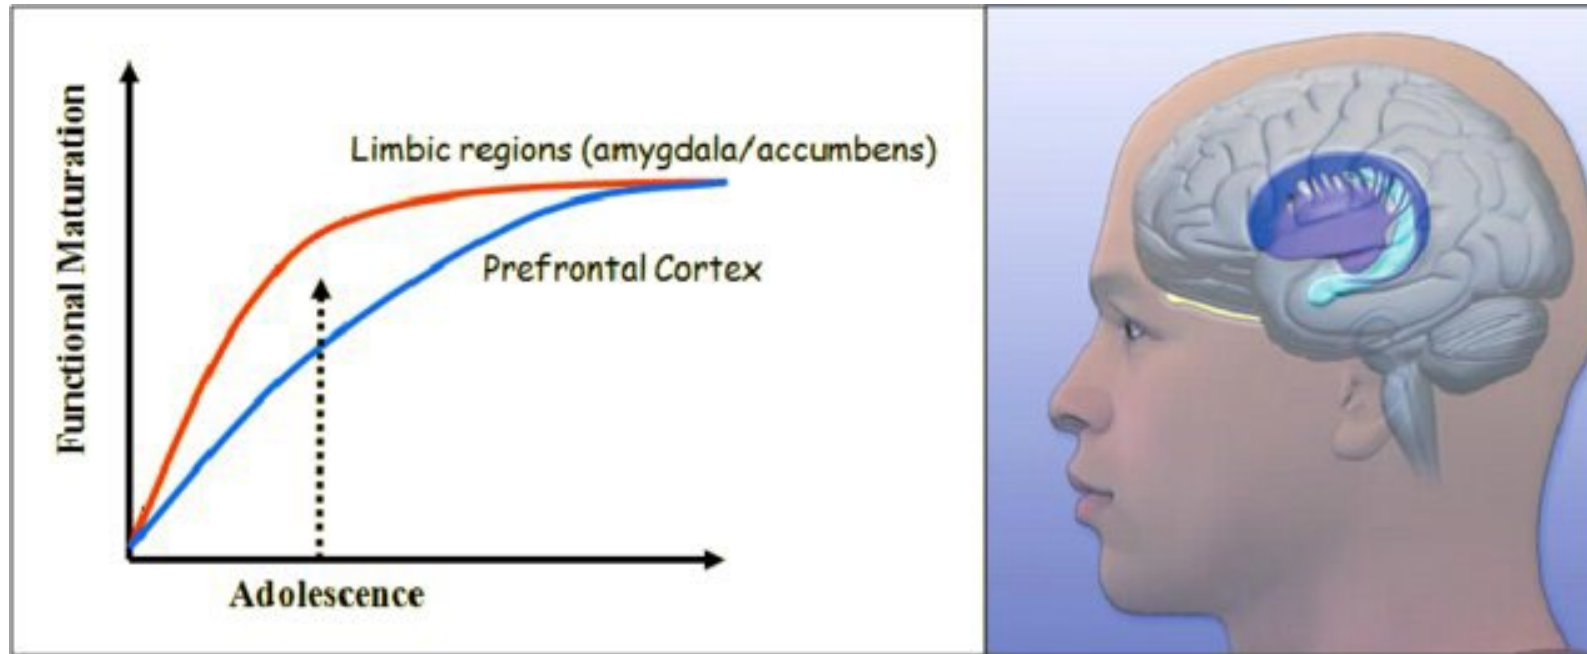 Functional Maturation
Limbic regions (amygdala/accumbens)
Prefrontal Cortex
Adolescence